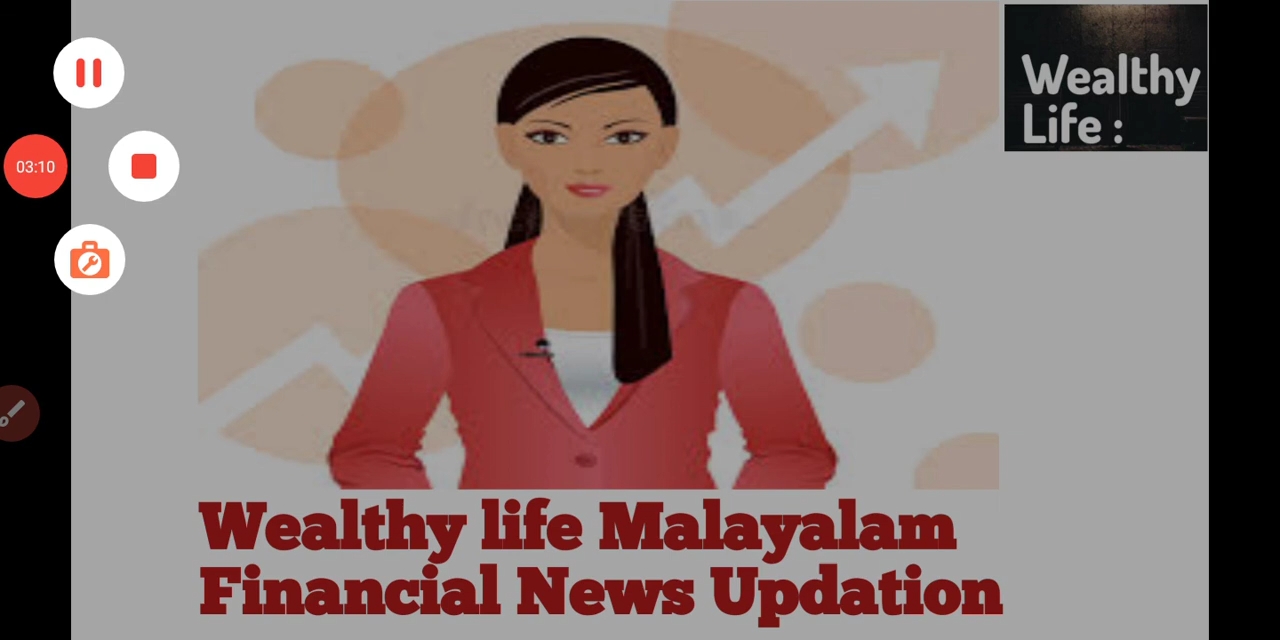 03:10
Wealthy
Life :
Wealthy life Malayalam
Financial News Updation